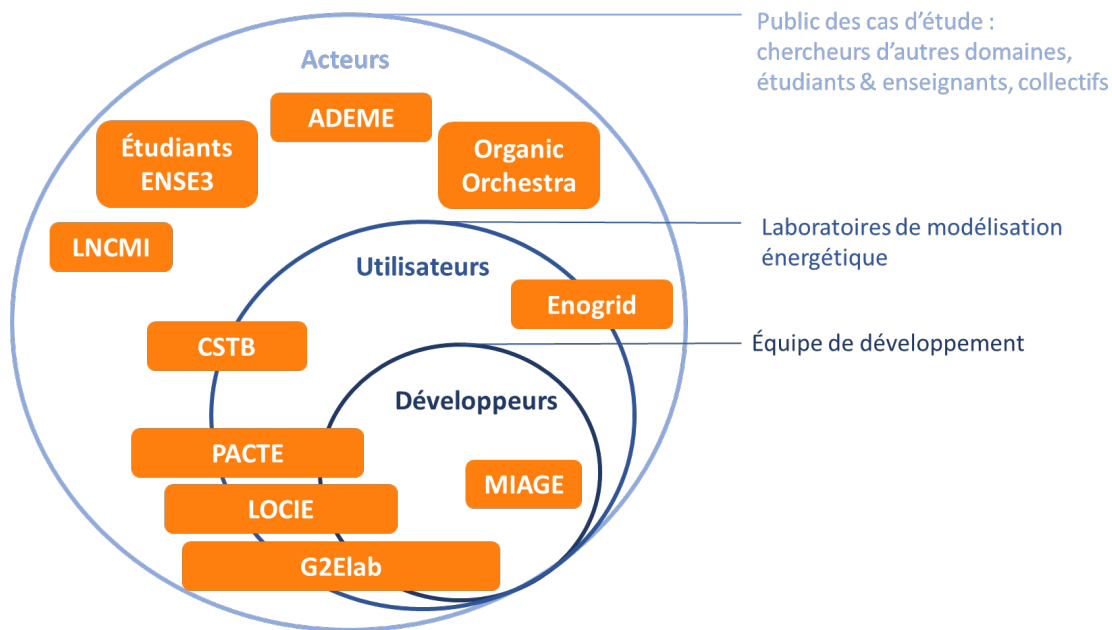 Public des cas d’étude :
chercheurs d’autres domaines,
étudiants & enseignants, collectifs
Acteurs
ADEME
Étudiants
ENSE3
Organic
Orchestra
LNCMI
Laboratoires de modélisation
énergétique
Utilisateurs
Enogrid
CSTB
Équipe de développement
Développeurs
PACTE
MIAGE
LOCIE
G2Elab